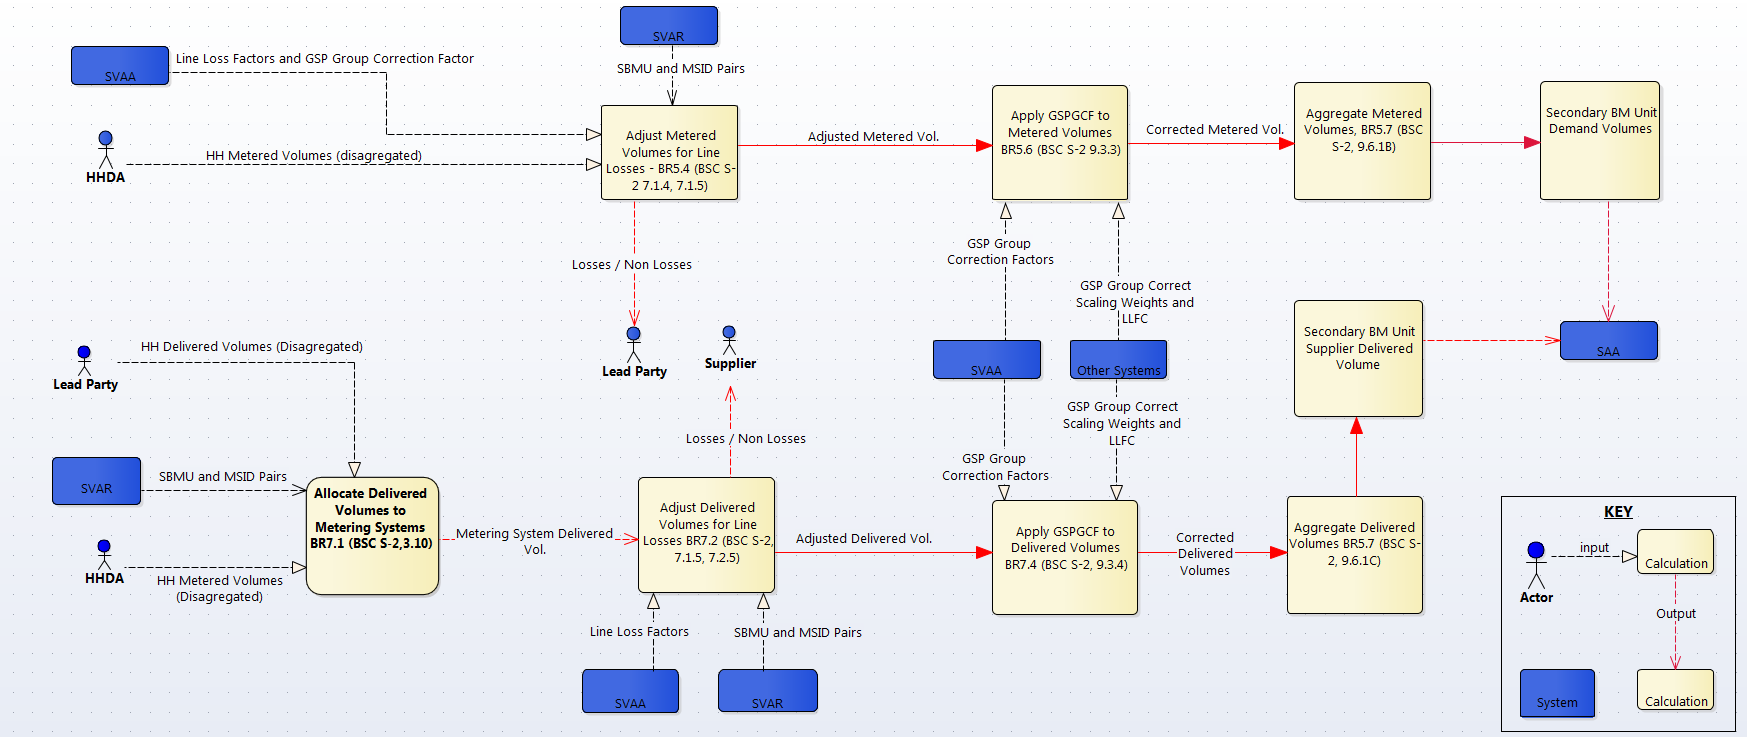 SVAR
SVAA
Line Loss Factors and GSP Group Correction Factor
SBMU and MSID Pairs
HHDA
HH Metered Volumes (disagregated)
Adjust Metered
Volumes for Line
Losses - BR5.4 (BSC S-
2 7.1.4, 7.1.5)
Adjusted Metered Vol.
Apply GSPGCF to
Metered Volumes
BR5.6 (BSC S-2 9.3.3)
Corrected Metered Vol.
Aggregate Metered
Volumes, BR5.7 (BSC
S-2, 9.6.1B)
Secondary BM Unit
Demand Volumes
Losses / Non Losses
GSP Group
Correction Factors
GSP Group Correct
Scaling Weights and
LLFC
Lead Party
HH Delivered Volumes (Disagregated)
Lead Party
Supplier
SVAA
Other Systems
Secondary BM Unit
Supplier Delivered
Volume
SAA
Losses / Non Losses
GSP Group
Correction Factors
GSP Group Correct
Scaling Weights and
LLFC
SVAR
SBMU and MSID Pairs
HHDA
HH Metered Volumes
(Disagregated)
Allocate Delivered
Volumes to
Metering Systems
BR7.1 (BSC S-2,3.10)
Metering System Delivered
Vol.
Adjust Delivered
Volumes for Line
Losses BR7.2 (BSC S-2,
7.1.5, 7.2.5)
Adjusted Delivered Vol.
Apply GSPGCF to
Delivered Volumes
BR7.4 (BSC S-2, 9.3.4)
Corrected
Delivered
Volumes
Aggregate Delivered
Volumes BR5.7 (BSC S-
2, 9.6.1C)
Line Loss Factors
SBMU and MSID Pairs
SVAA
SVAR
KEY
input
Actor
Calculation
Output
System
Calculation